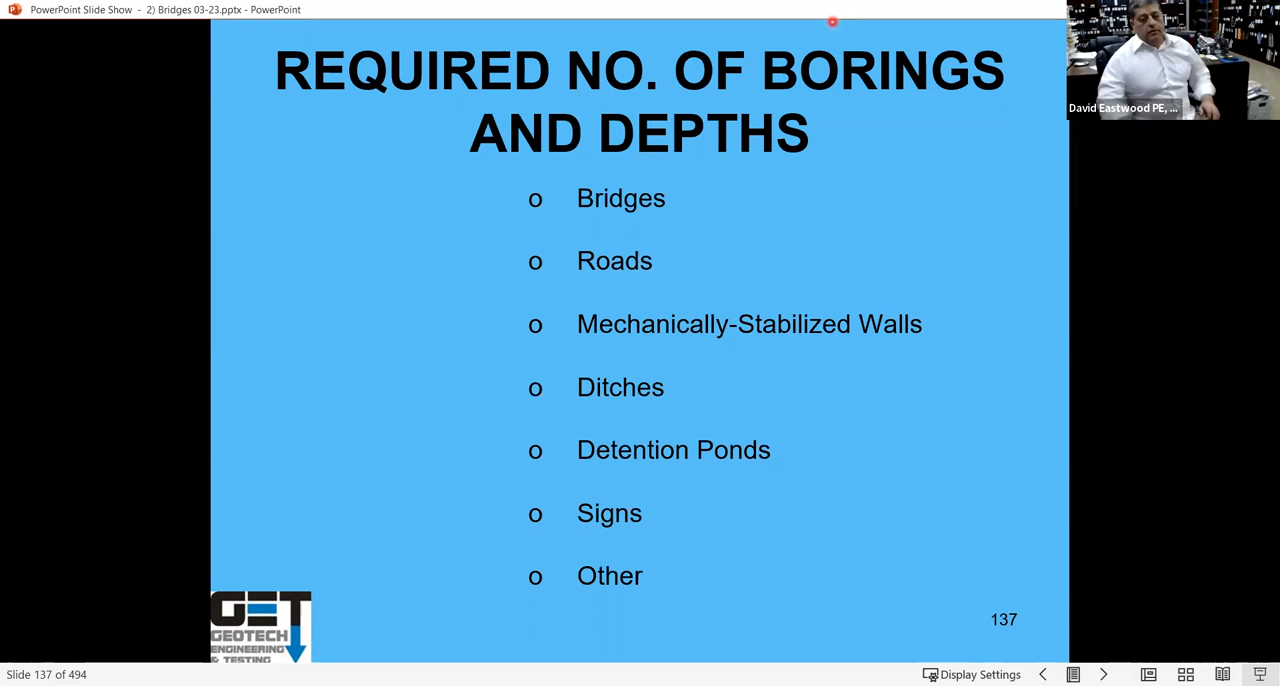 PowerPoint Slide Show - 2) Bridges 03-23.pptx - PowerPoint
REQUIRED NO. OF BORINGS
AND DEPTHS
David Eastwood PE, ...
o Bridges
o Roads
o Mechanically-Stabilized Walls
o Ditches
o Detention Ponds
o Signs
o Other
GET
GEOTECH
ENGINEERING
& TESTING
137
Slide 137 of 494
Display Settings